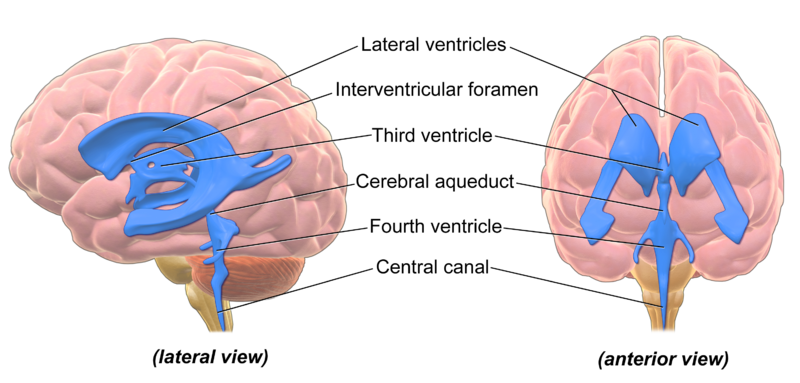 Lateral ventricles
Interventricular foramen
Third ventricle
Cerebral aqueduct
Fourth ventricle
Central canal
(lateral view)
(anterior view)